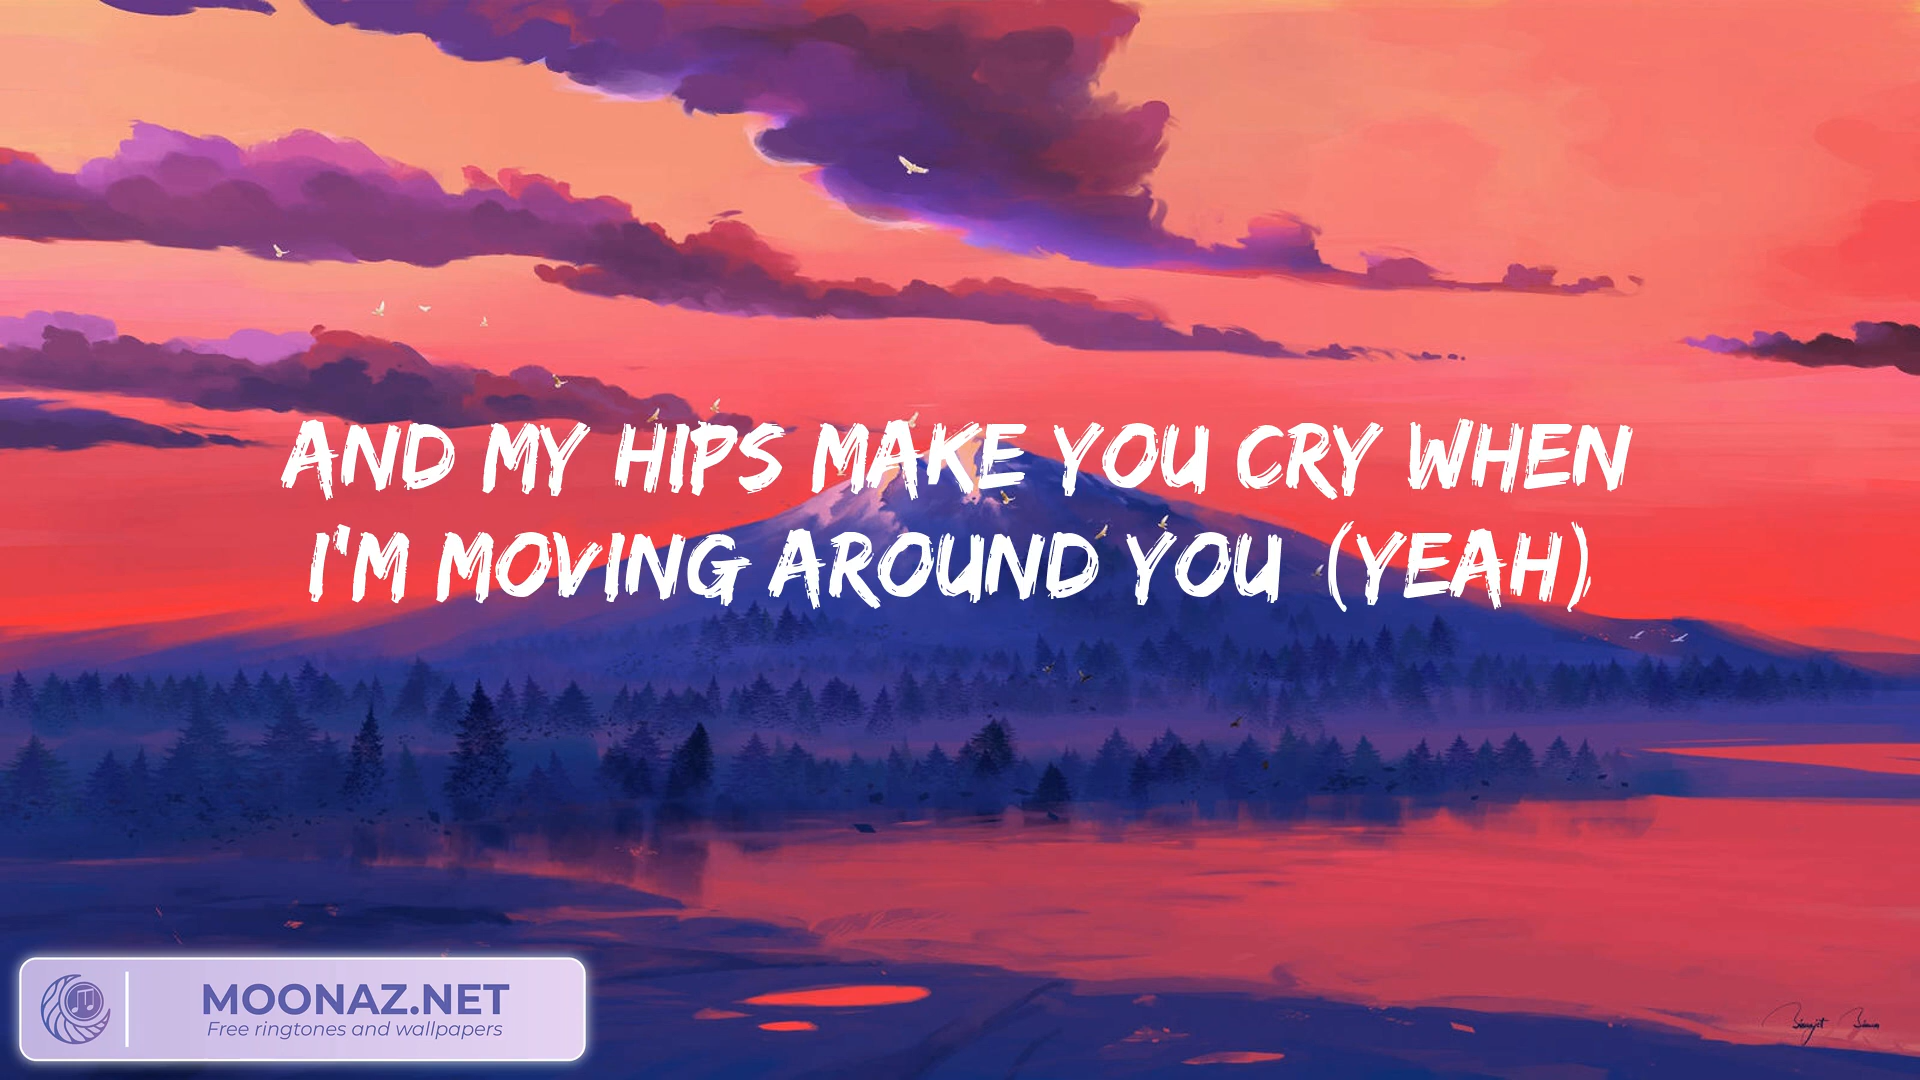 AND MY HIPS MAKE YOU CRY WHEN
I'M MOVING AROUND YOU (YEAH)
MOONAZ.NET
Free ringtones and wallpapers